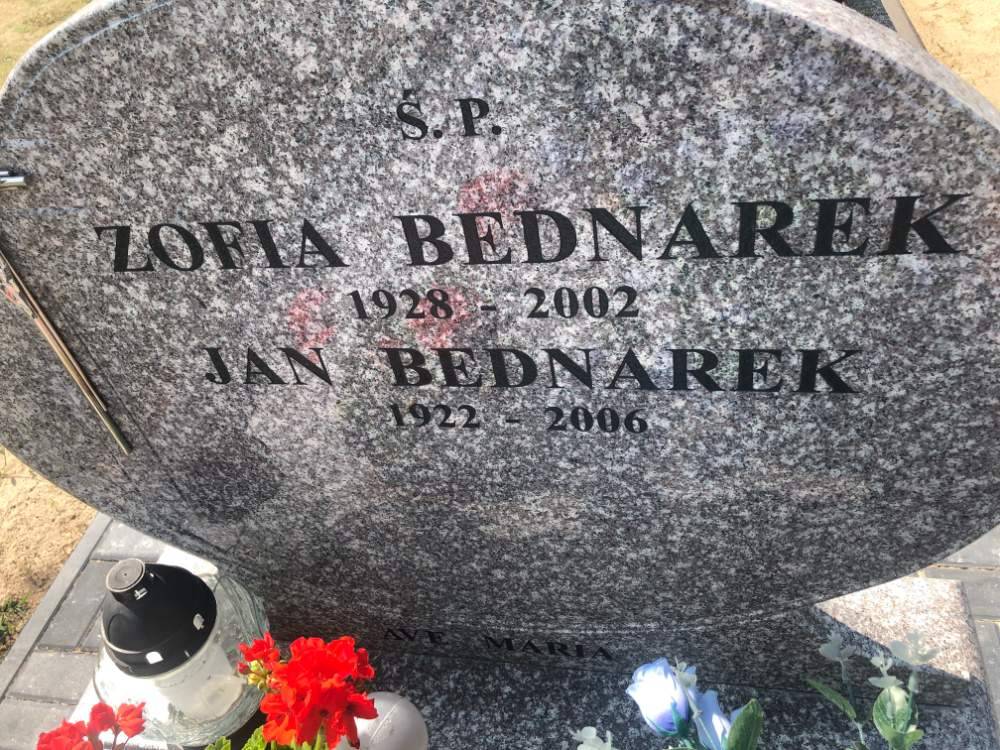 Ś.P.
ZOFIA BEDNAREK
1928 - 2002
JAN BEDNAREK
1922 - 2006
AVE MARIA